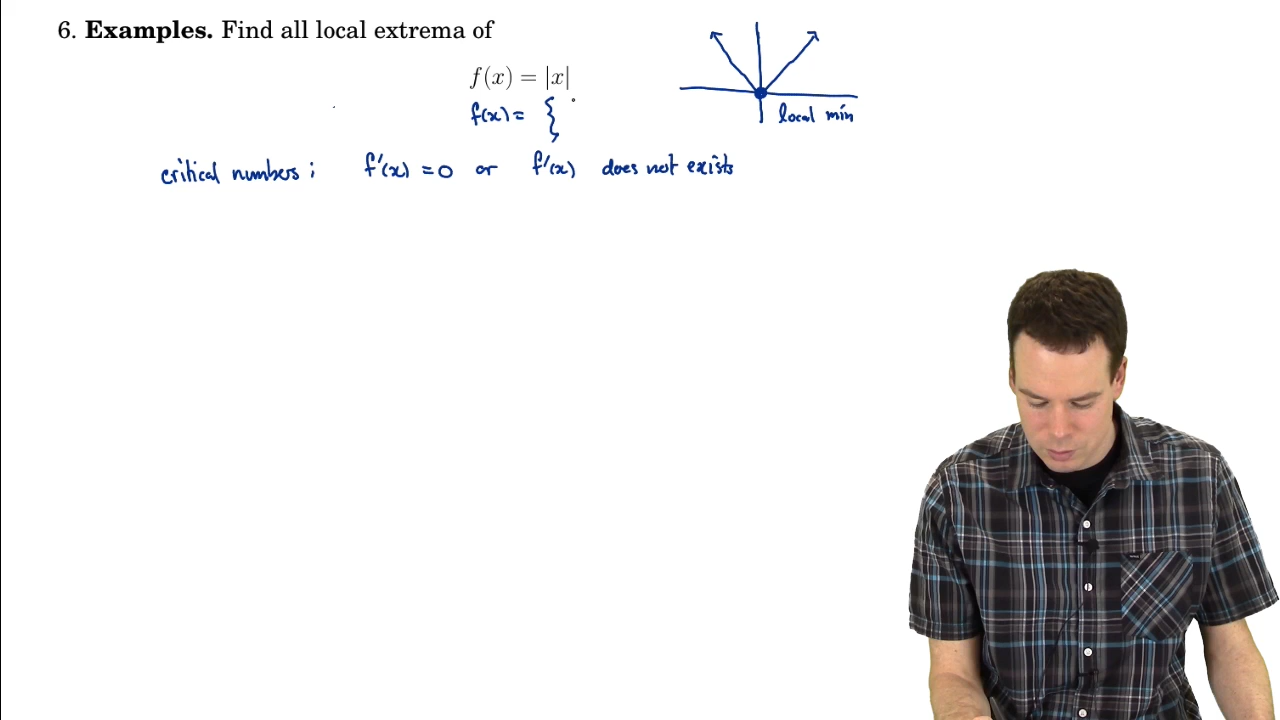 6. Examples. Find all local extrema of
f(x) = |x|
f(x) = {
local min
critical numbers: f'(x) = 0 or f'(x) does not exists